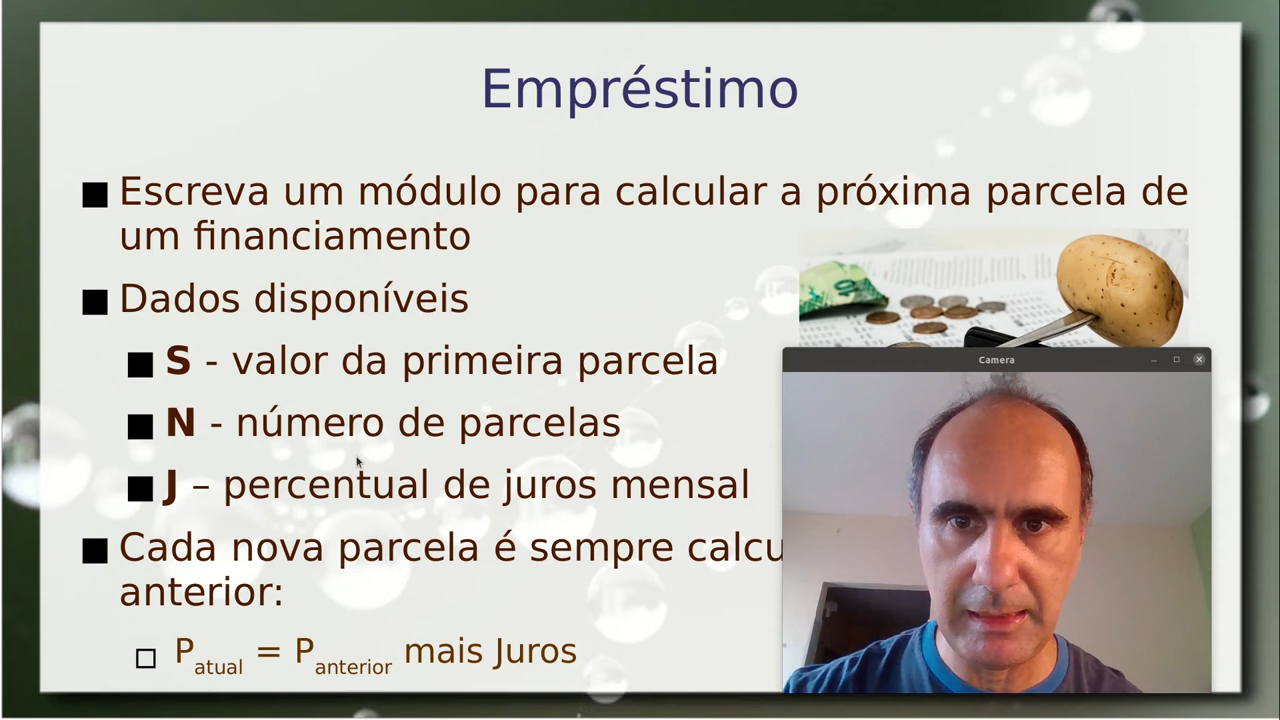 Empréstimo
Escreva um módulo para calcular a próxima parcela de
um financiamento
Dados disponíveis
S - valor da primeira parcela
N - número de parcelas
J – percentual de juros mensal
Camera
Cada nova parcela é sempre calcu
anterior:
Patual = Panterior mais Juros